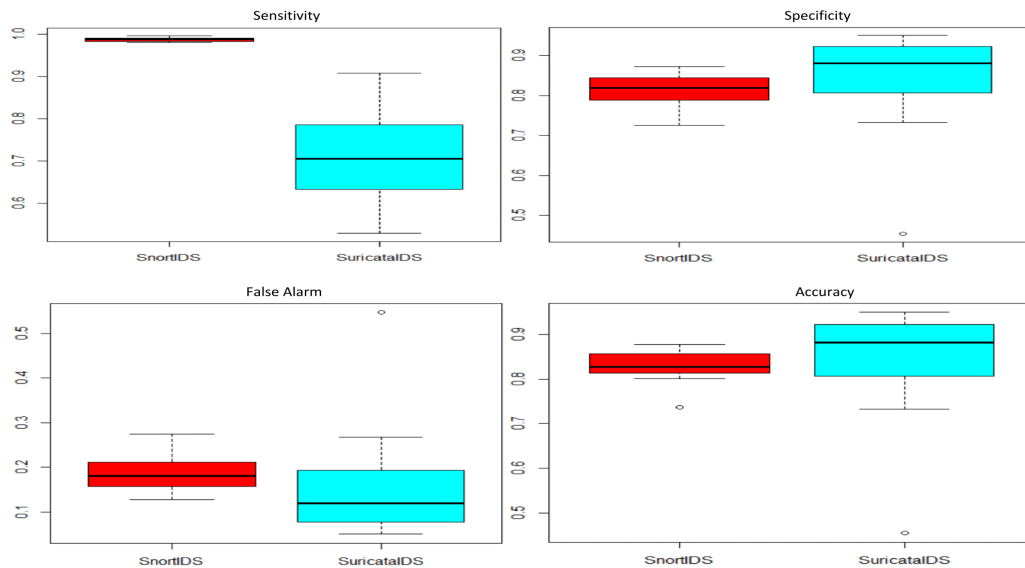 Sensitivity
1.0
0.9
0.8
0.7
0.6
SnortIDS
SuricataIDS
Specificity
0.9
0.8
0.7
0.6
0.5
SnortIDS
SuricataIDS
False Alarm
0.5
0.4
0.3
0.2
0.1
SnortIDS
SuricataIDS
Accuracy
0.9
0.8
0.7
0.6
0.5
SnortIDS
SuricataIDS